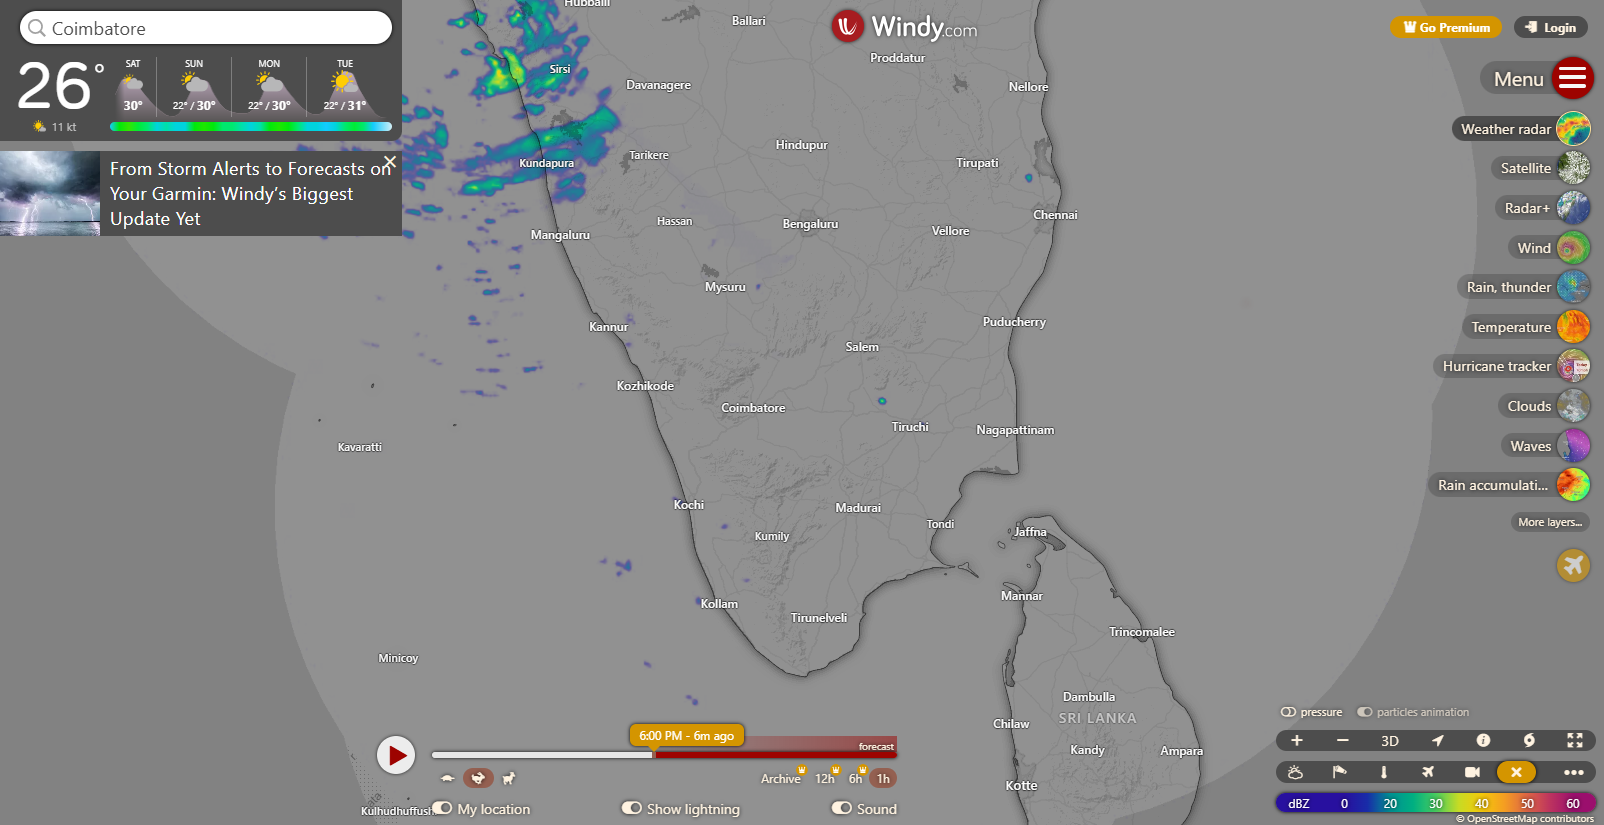 Coimbatore
26°
11 kt
SAT
30°
SUN
22° / 30°
MON
22° / 30°
TUE
22° / 31°
From Storm Alerts to Forecasts on
Your Garmin: Windy’s Biggest
Update Yet
Windy.com
Go Premium
Login
Menu
Weather radar
Satellite
Radar+
Wind
Rain, thunder
Temperature
Hurricane tracker
Clouds
Waves
Rain accumulati...
More layers...
Hubballi
Ballari
Proddatur
Sirsi
Davanagere
Nellore
Kundapura
Tarikere
Hindupur
Tirupati
Hassan
Bengaluru
Chennai
Mangaluru
Vellore
Mysuru
Kannur
Puducherry
Salem
Kozhikode
Coimbatore
Tiruchi
Nagapattinam
Kavaratti
Kochi
Madurai
Tondi
Jaffna
Kumily
Mannar
Kollam
Tirunelveli
Trincomalee
Minicoy
Dambulla
Chilaw
SRI LANKA
Kandy
Ampara
Kotte
Kulhudhuffushi
6:00 PM - 6m ago
forecast
Archive
12h
6h
1h
My location
Show lightning
Sound
pressure
particles animation
+
−
3D
dBZ
0
20
30
40
50
60
© OpenStreetMap contributors